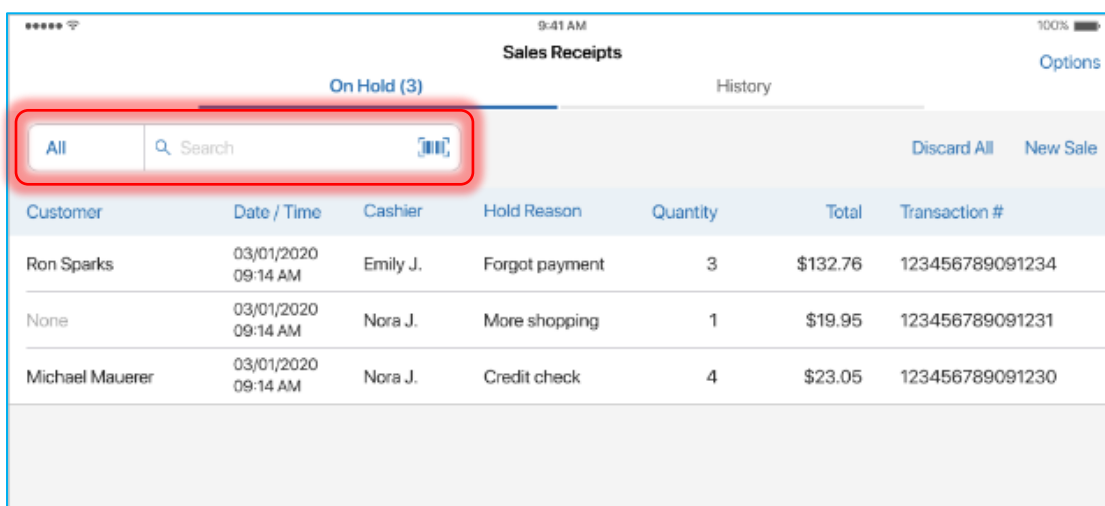 9:41 AM 100%
Sales Receipts
Options
On Hold (3) History
All Search Discard All New Sale
Customer Date / Time Cashier Hold Reason Quantity Total Transaction #
Ron Sparks 03/01/2020 09:14 AM Emily J. Forgot payment 3 $132.76 123456789091234
None 03/01/2020 09:14 AM Nora J. More shopping 1 $19.95 123456789091231
Michael Mauerer 03/01/2020 09:14 AM Nora J. Credit check 4 $23.05 123456789091230